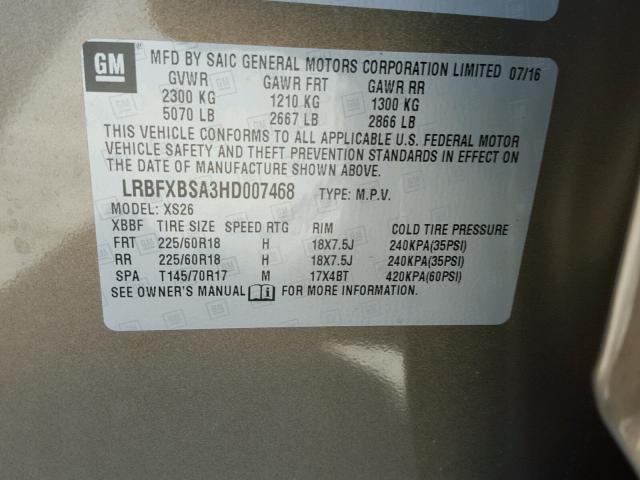 GM
MFD BY SAIC GENERAL MOTORS CORPORATION LIMITED 07/16
GVWR GAWR FRT GAWR RR
2300 KG 1210 KG 1300 KG
5070 LB 2667 LB 2866 LB
THIS VEHICLE CONFORMS TO ALL APPLICABLE U.S. FEDERAL MOTOR
VEHICLE SAFETY AND THEFT PREVENTION STANDARDS IN EFFECT ON
THE DATE OF MANUFACTURE SHOWN ABOVE.
LRBFXBSA3HD007468 TYPE: M.P.V.
MODEL: XS26
XBBF TIRE SIZE SPEED RTG RIM COLD TIRE PRESSURE
FRT 225/60R18 H 18X7.5J 240KPA(35PSI)
RR 225/60R18 H 18X7.5J 240KPA(35PSI)
SPA T145/70R17 M 17X4BT 420KPA(60PSI)
SEE OWNER'S MANUAL FOR MORE INFORMATION.